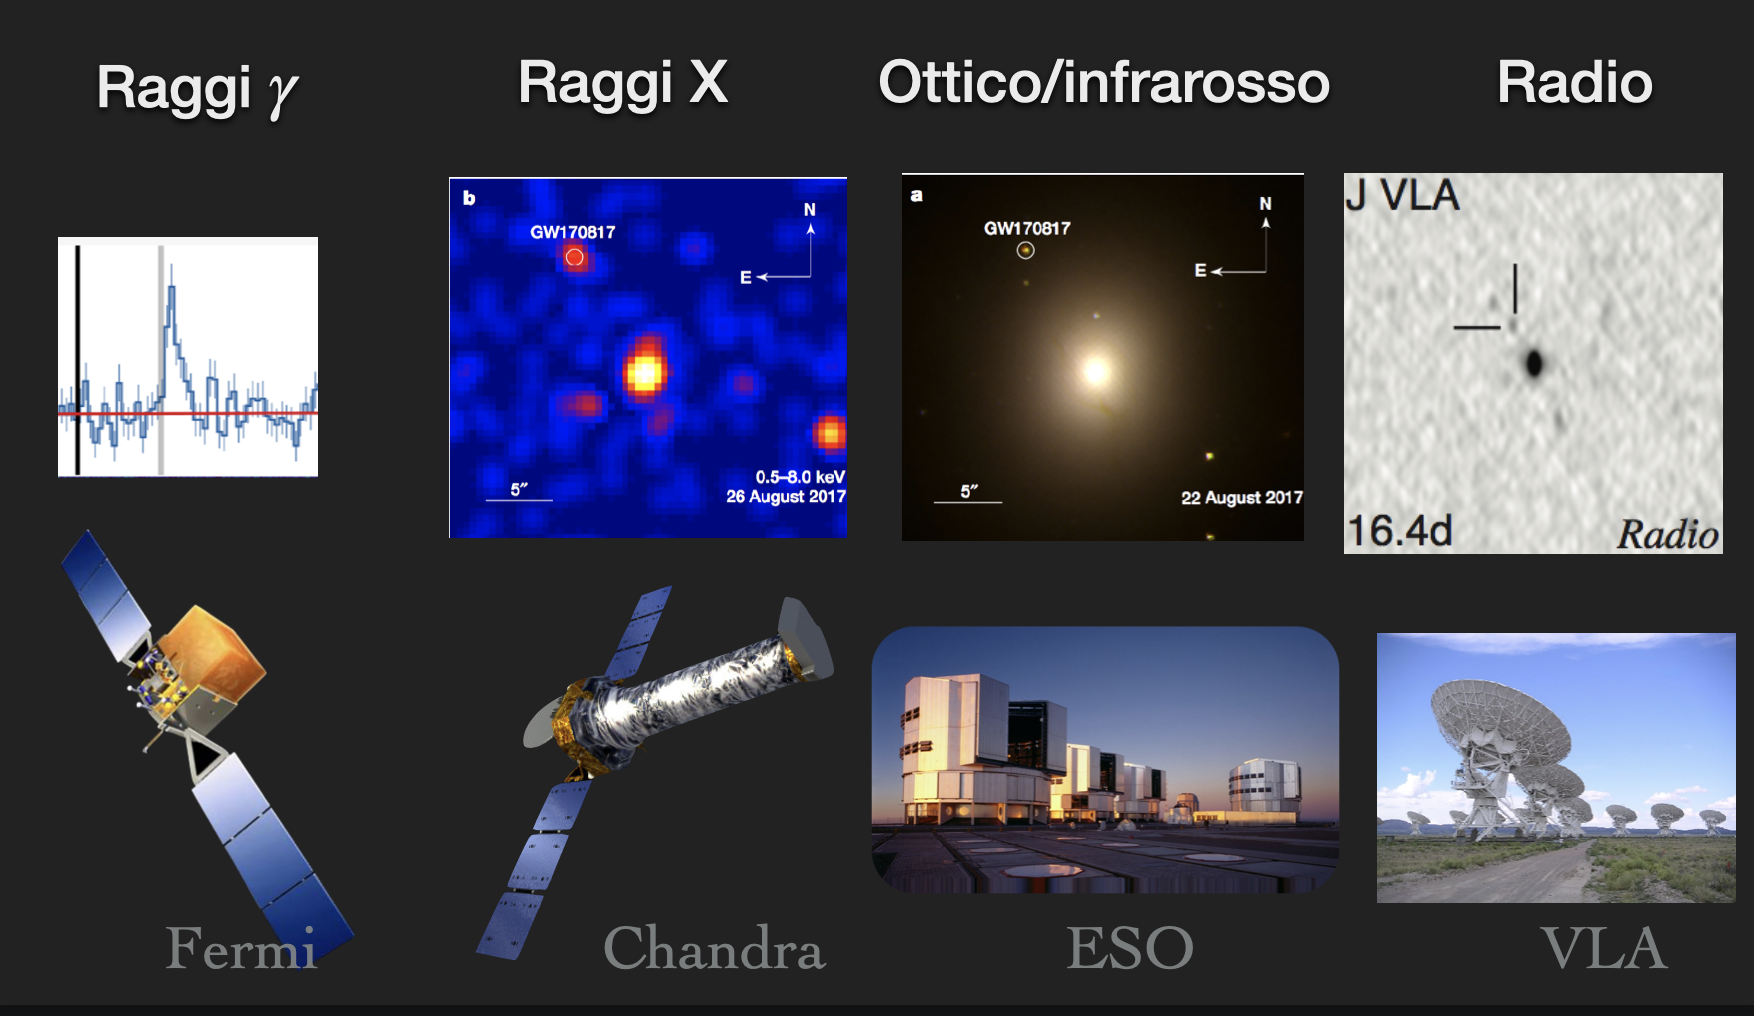 Raggi γ
Raggi X
Ottico/infrarosso
Radio
b
GW170817
N
E
5″
0.5–8.0 keV
26 August 2017
a
GW170817
N
E
5″
22 August 2017
J VLA
16.4d
Radio
Fermi
Chandra
ESO
VLA